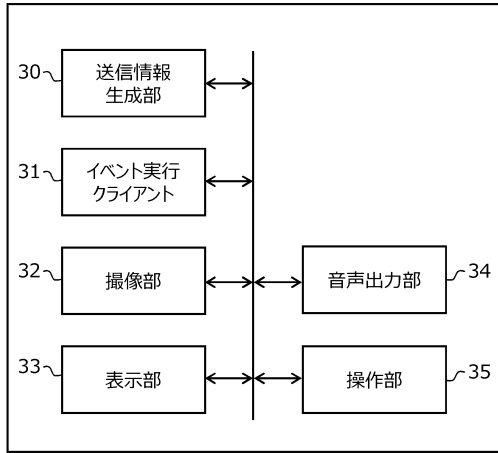 30
送信情報
生成部
31
イベント実行
クライアント
32
撮像部
音声出力部
34
33
表示部
操作部
35